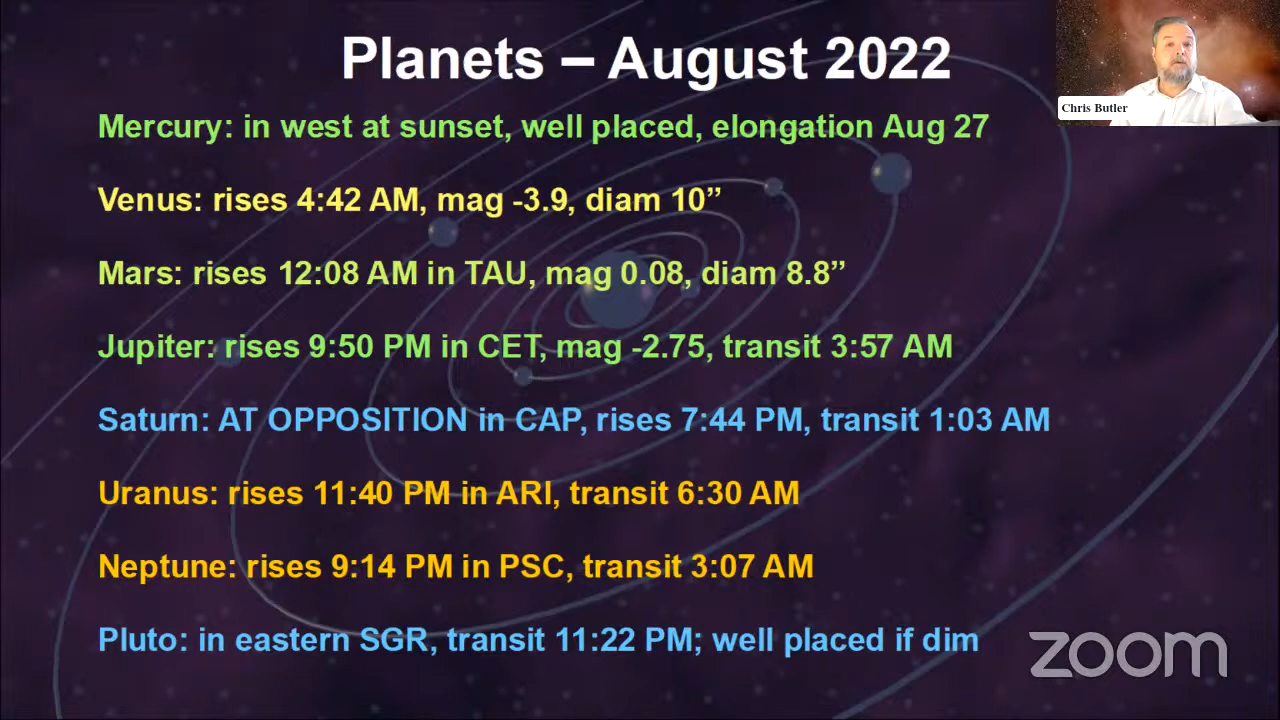 Planets – August 2022
Chris Butler
Mercury: in west at sunset, well placed, elongation Aug 27
Venus: rises 4:42 AM, mag -3.9, diam 10”
Mars: rises 12:08 AM in TAU, mag 0.08, diam 8.8”
Jupiter: rises 9:50 PM in CET, mag -2.75, transit 3:57 AM
Saturn: AT OPPOSITION in CAP, rises 7:44 PM, transit 1:03 AM
Uranus: rises 11:40 PM in ARI, transit 6:30 AM
Neptune: rises 9:14 PM in PSC, transit 3:07 AM
Pluto: in eastern SGR, transit 11:22 PM; well placed if dim
zoom